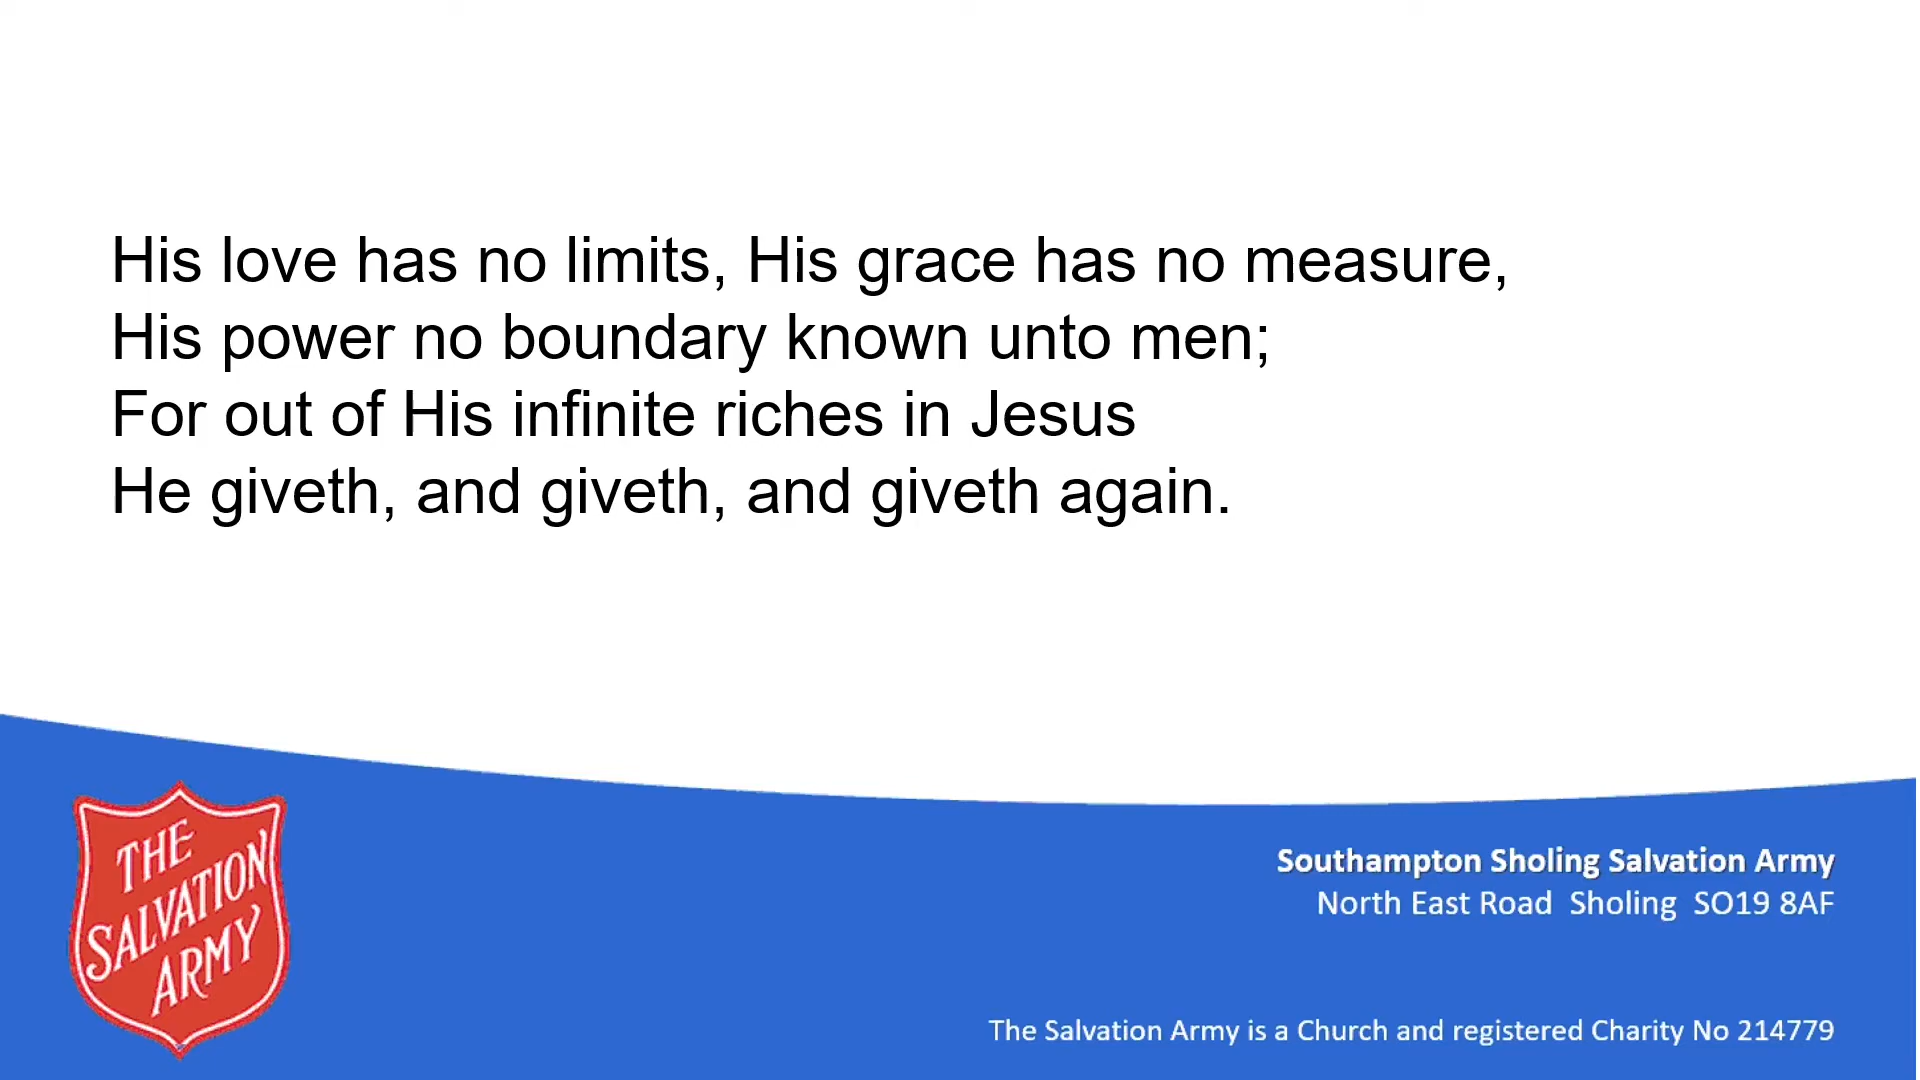 His love has no limits, His grace has no measure,
His power no boundary known unto men;
For out of His infinite riches in Jesus
He giveth, and giveth, and giveth again.
THE
SALVATION
ARMY
Southampton Sholing Salvation Army
North East Road  Sholing  SO19 8AF
The Salvation Army is a Church and registered Charity No 214779